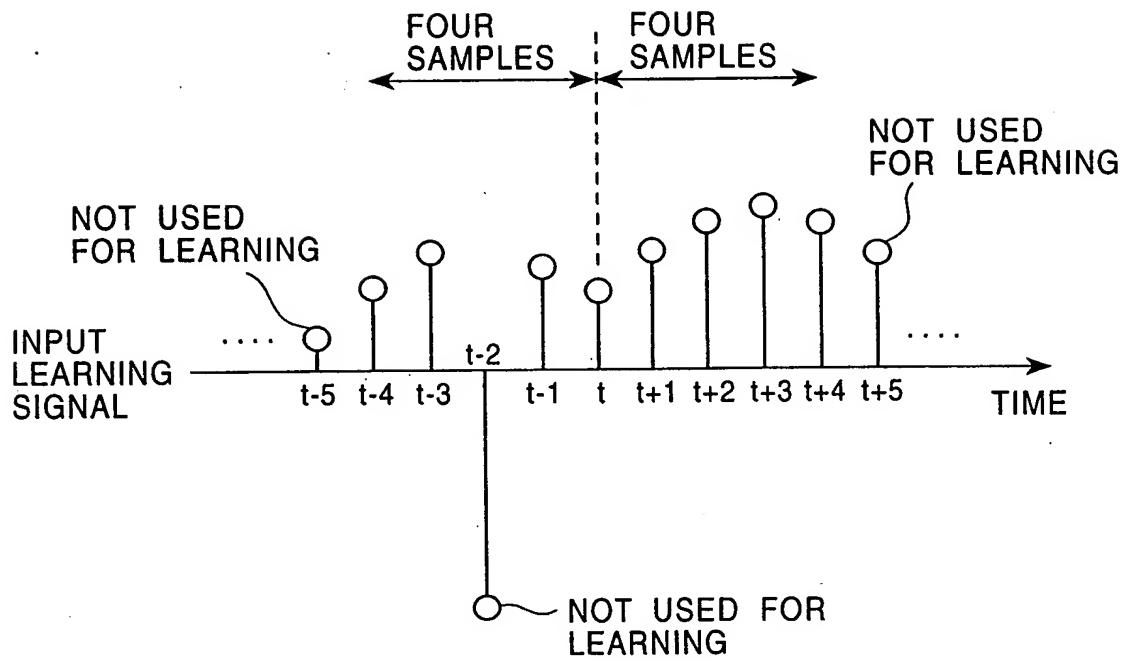 FOUR
SAMPLES
FOUR
SAMPLES
NOT USED
FOR LEARNING
NOT USED
FOR LEARNING
INPUT
LEARNING
SIGNAL
....
....
t-2
t-5 t-4 t-3 t-1 t t+1 t+2 t+3 t+4 t+5
TIME
NOT USED FOR
LEARNING